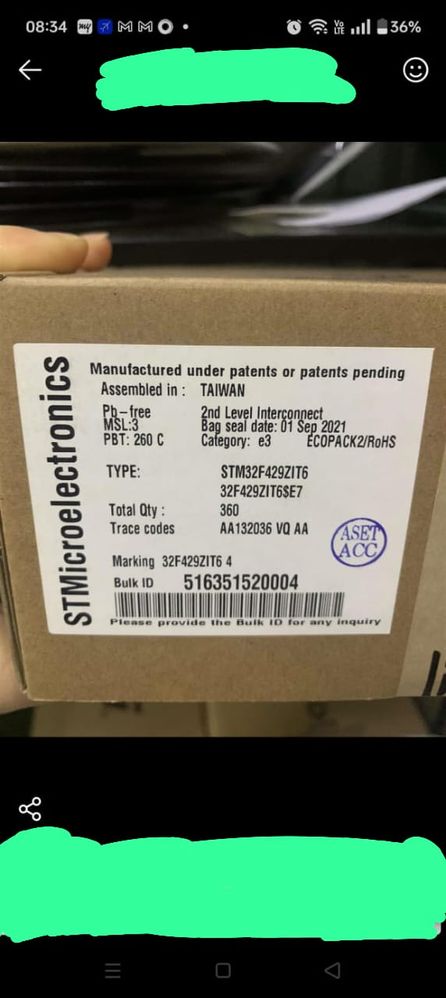 08:34
Vo
LTE
36%
STMicroelectronics
Manufactured under patents or patents pending
Assembled in : TAIWAN
Pb-free 2nd Level Interconnect
MSL:3 Bag seal date: 01 Sep 2021
PBT: 260 C Category: e3 ECOPACK2/RoHS
TYPE: STM32F429ZIT6
32F429ZIT6$E7
Total Qty : 360
Trace codes AA132036 VQ AA
ASET
ACC
Marking 32F429ZIT6 4
Bulk ID 516351520004
Please provide the Bulk ID for any inquiry